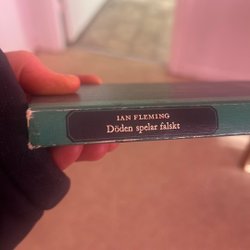 IAN FLEMING
Döden spelar falskt